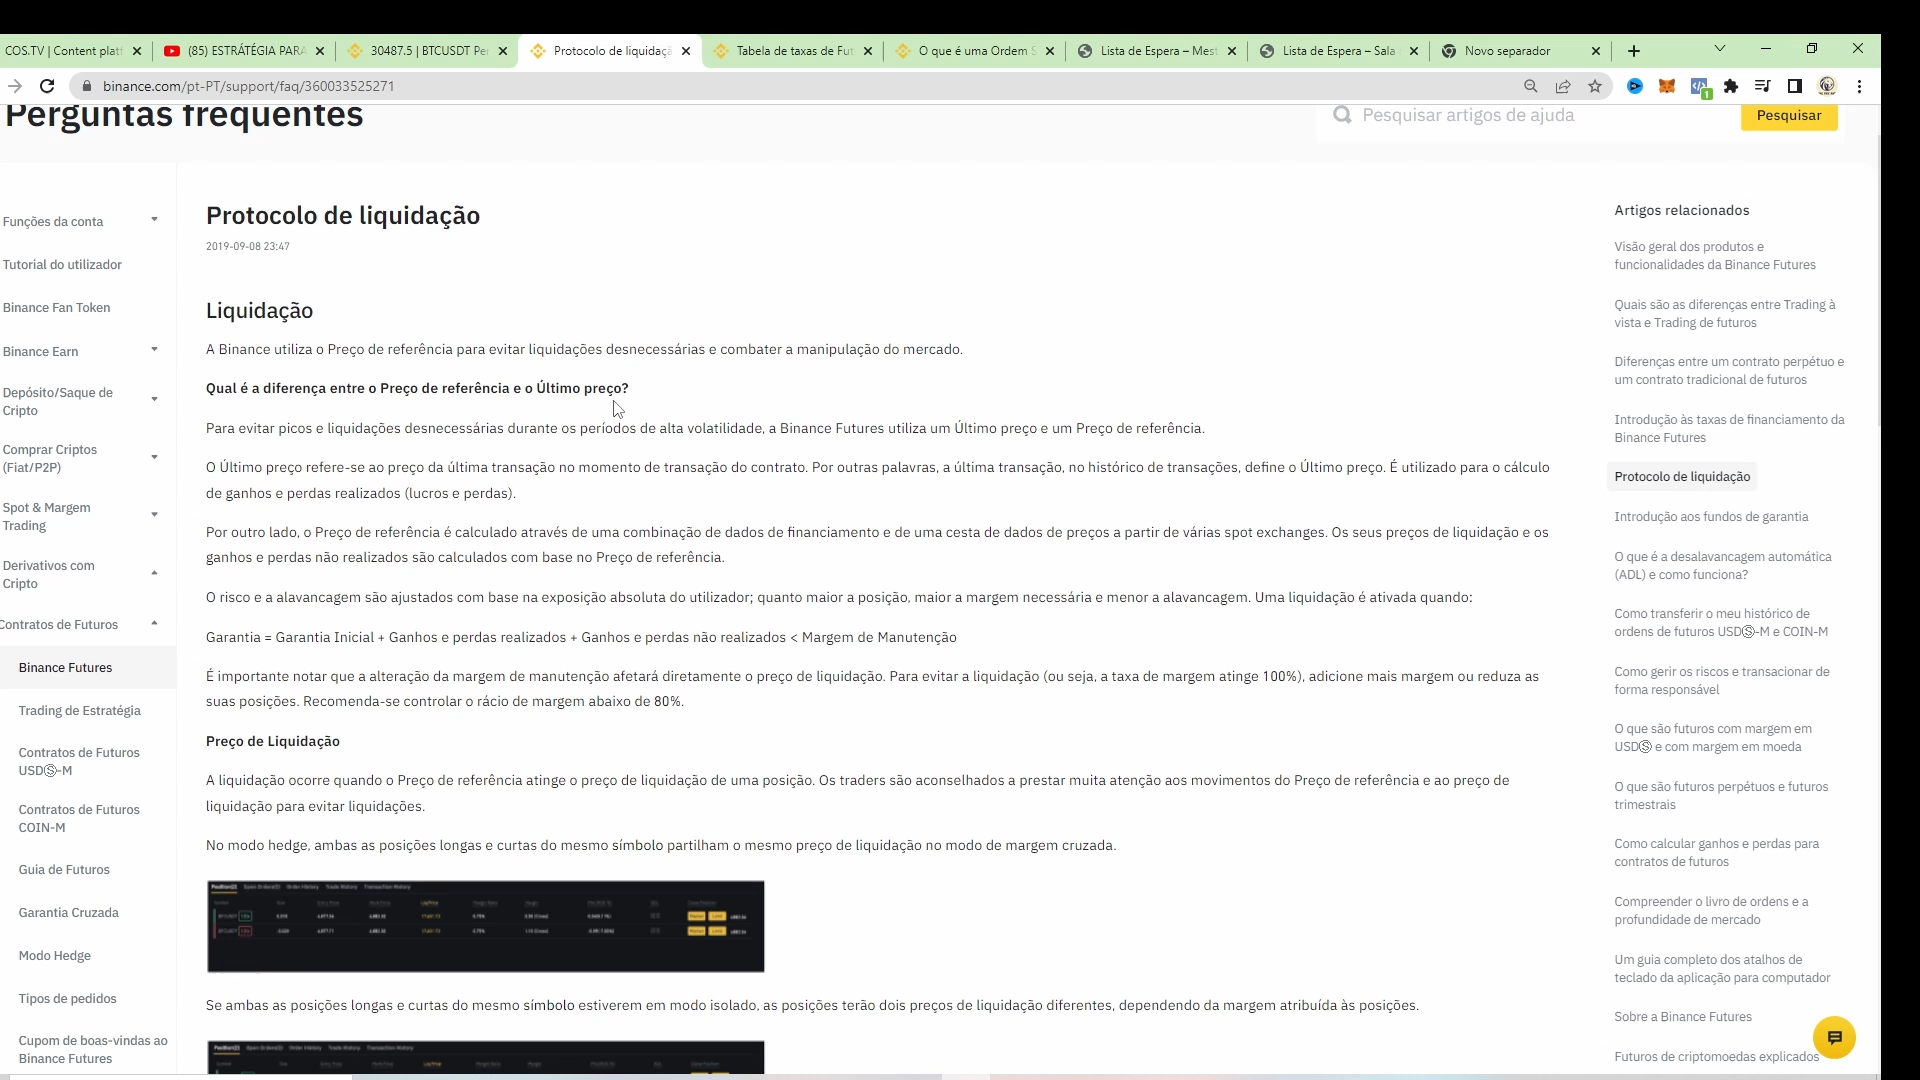 COS.TV | Content platf
(85) ESTRÁTÉGIA PARA
30487.5 | BTCUSDT Pe
Protocolo de liquidaçã
Tabela de taxas de Fut
O que é uma Ordem S
Lista de Espera – Mest
Lista de Espera – Sala
Novo separador
binance.com/pt-PT/support/faq/360033525271
1
Perguntas frequentes
Pesquisar artigos de ajuda
Pesquisar
Funções da conta
Tutorial do utilizador
Binance Fan Token
Binance Earn
Depósito/Saque de
Cripto
Comprar Criptos
(Fiat/P2P)
Spot & Margem
Trading
Derivativos com
Cripto
Contratos de Futuros
Binance Futures
Trading de Estratégia
Contratos de Futuros
USDⓈ-M
Contratos de Futuros
COIN-M
Guia de Futuros
Garantia Cruzada
Modo Hedge
Tipos de pedidos
Cupom de boas-vindas ao
Binance Futures
Protocolo de liquidação
2019-09-08 23:47
Liquidação
A Binance utiliza o Preço de referência para evitar liquidações desnecessárias e combater a manipulação do mercado.
Qual é a diferença entre o Preço de referência e o Último preço?
Para evitar picos e liquidações desnecessárias durante os períodos de alta volatilidade, a Binance Futures utiliza um Último preço e um Preço de referência.
O Último preço refere-se ao preço da última transação no momento de transação do contrato. Por outras palavras, a última transação, no histórico de transações, define o Último preço. É utilizado para o cálculo
de ganhos e perdas realizados (lucros e perdas).
Por outro lado, o Preço de referência é calculado através de uma combinação de dados de financiamento e de uma cesta de dados de preços a partir de várias spot exchanges. Os seus preços de liquidação e os
ganhos e perdas não realizados são calculados com base no Preço de referência.
O risco e a alavancagem são ajustados com base na exposição absoluta do utilizador; quanto maior a posição, maior a margem necessária e menor a alavancagem. Uma liquidação é ativada quando:
Garantia = Garantia Inicial + Ganhos e perdas realizados + Ganhos e perdas não realizados < Margem de Manutenção
É importante notar que a alteração da margem de manutenção afetará diretamente o preço de liquidação. Para evitar a liquidação (ou seja, a taxa de margem atinge 100%), adicione mais margem ou reduza as
suas posições. Recomenda-se controlar o rácio de margem abaixo de 80%.
Preço de Liquidação
A liquidação ocorre quando o Preço de referência atinge o preço de liquidação de uma posição. Os traders são aconselhados a prestar muita atenção aos movimentos do Preço de referência e ao preço de
liquidação para evitar liquidações.
No modo hedge, ambas as posições longas e curtas do mesmo símbolo partilham o mesmo preço de liquidação no modo de margem cruzada.
Se ambas as posições longas e curtas do mesmo símbolo estiverem em modo isolado, as posições terão dois preços de liquidação diferentes, dependendo da margem atribuída às posições.
Artigos relacionados
Visão geral dos produtos e
funcionalidades da Binance Futures
Quais são as diferenças entre Trading à
vista e Trading de futuros
Diferenças entre um contrato perpétuo e
um contrato tradicional de futuros
Introdução às taxas de financiamento da
Binance Futures
Protocolo de liquidação
Introdução aos fundos de garantia
O que é a desalavancagem automática
(ADL) e como funciona?
Como transferir o meu histórico de
ordens de futuros USDⓈ-M e COIN-M
Como gerir os riscos e transacionar de
forma responsável
O que são futuros com margem em
USDⓈ e com margem em moeda
O que são futuros perpétuos e futuros
trimestrais
Como calcular ganhos e perdas para
contratos de futuros
Compreender o livro de ordens e a
profundidade de mercado
Um guia completo dos atalhos de
teclado da aplicação para computador
Sobre a Binance Futures
Futuros de criptomoedas explicados